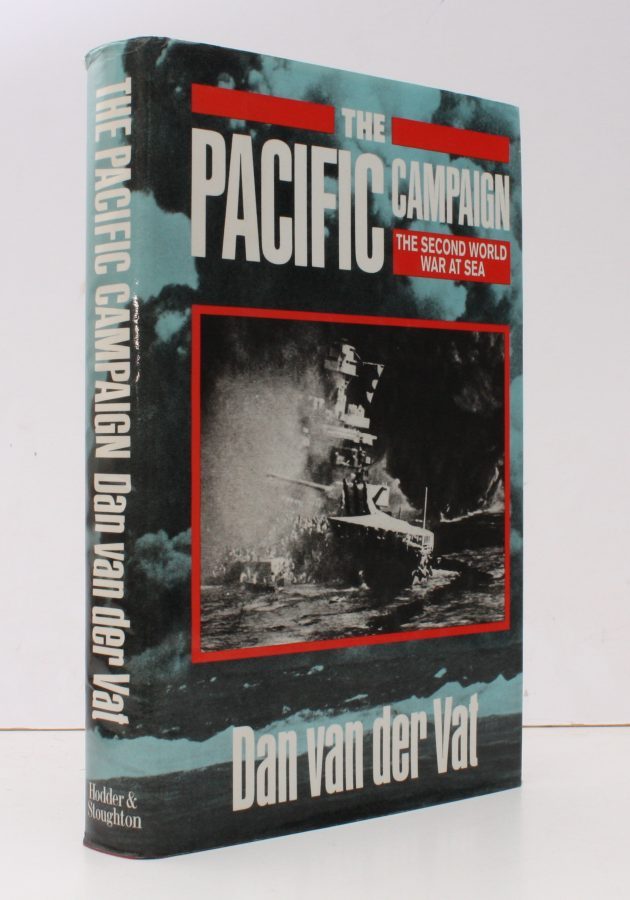 THE PACIFIC CAMPAIGN Dan van der Vat
Hodder &
Stoughton
THE
PACIFIC
CAMPAIGN
THE SECOND WORLD
WAR AT SEA
Dan van der Vat